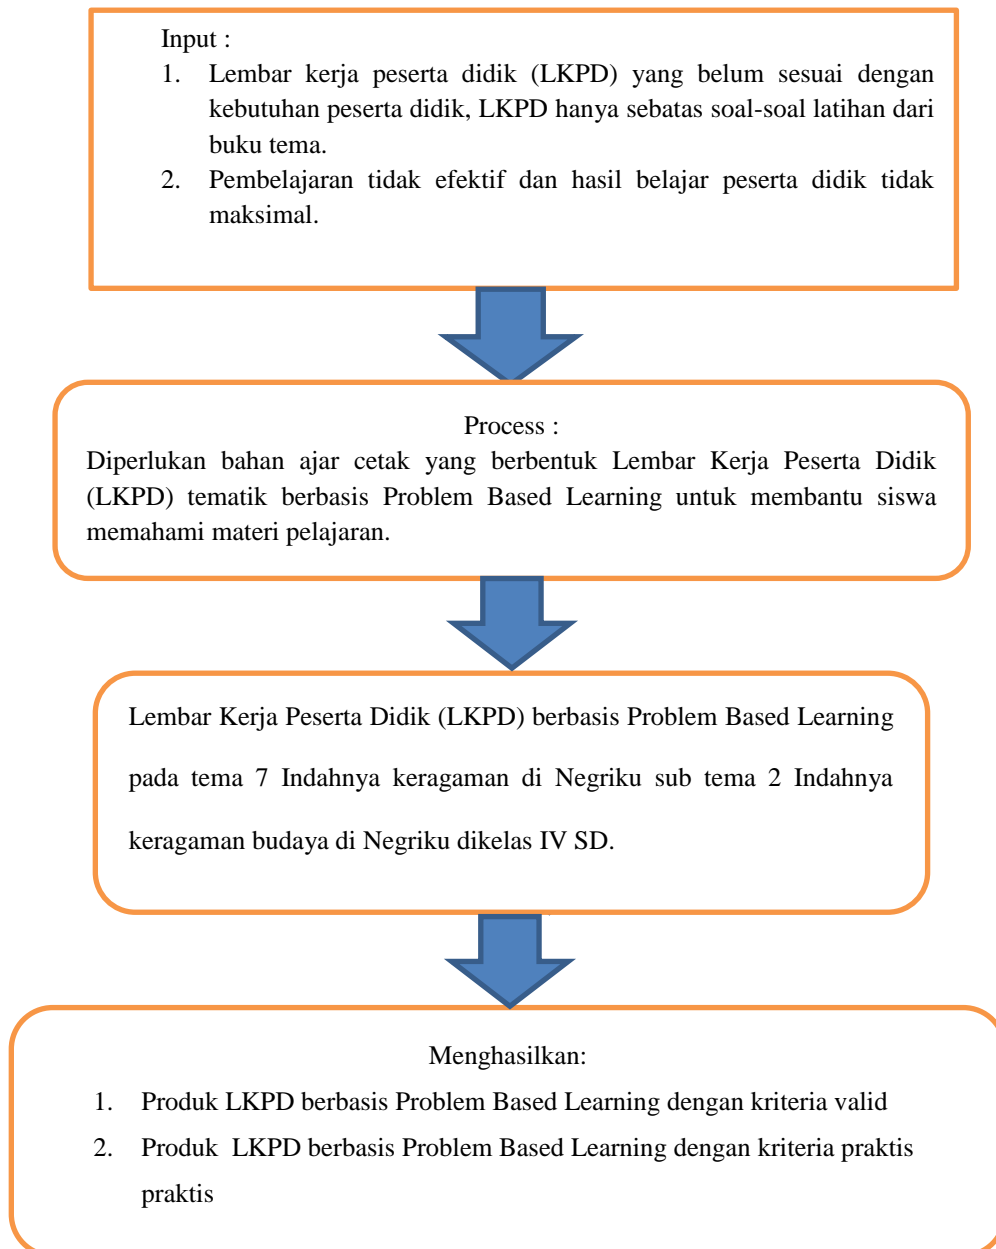 Input :
1. Lembar kerja peserta didik (LKPD) yang belum sesuai dengan
kebutuhan peserta didik, LKPD hanya sebatas soal-soal latihan dari
buku tema.
2. Pembelajaran tidak efektif dan hasil belajar peserta didik tidak
maksimal.
Process :
Diperlukan bahan ajar cetak yang berbentuk Lembar Kerja Peserta Didik
(LKPD) tematik berbasis Problem Based Learning untuk membantu siswa
memahami materi pelajaran.
Lembar Kerja Peserta Didik (LKPD) berbasis Problem Based Learning
pada tema 7 Indahnya keragaman di Negriku sub tema 2 Indahnya
keragaman budaya di Negriku dikelas IV SD.
Menghasilkan:
1. Produk LKPD berbasis Problem Based Learning dengan kriteria valid
2. Produk LKPD berbasis Problem Based Learning dengan kriteria praktis
praktis